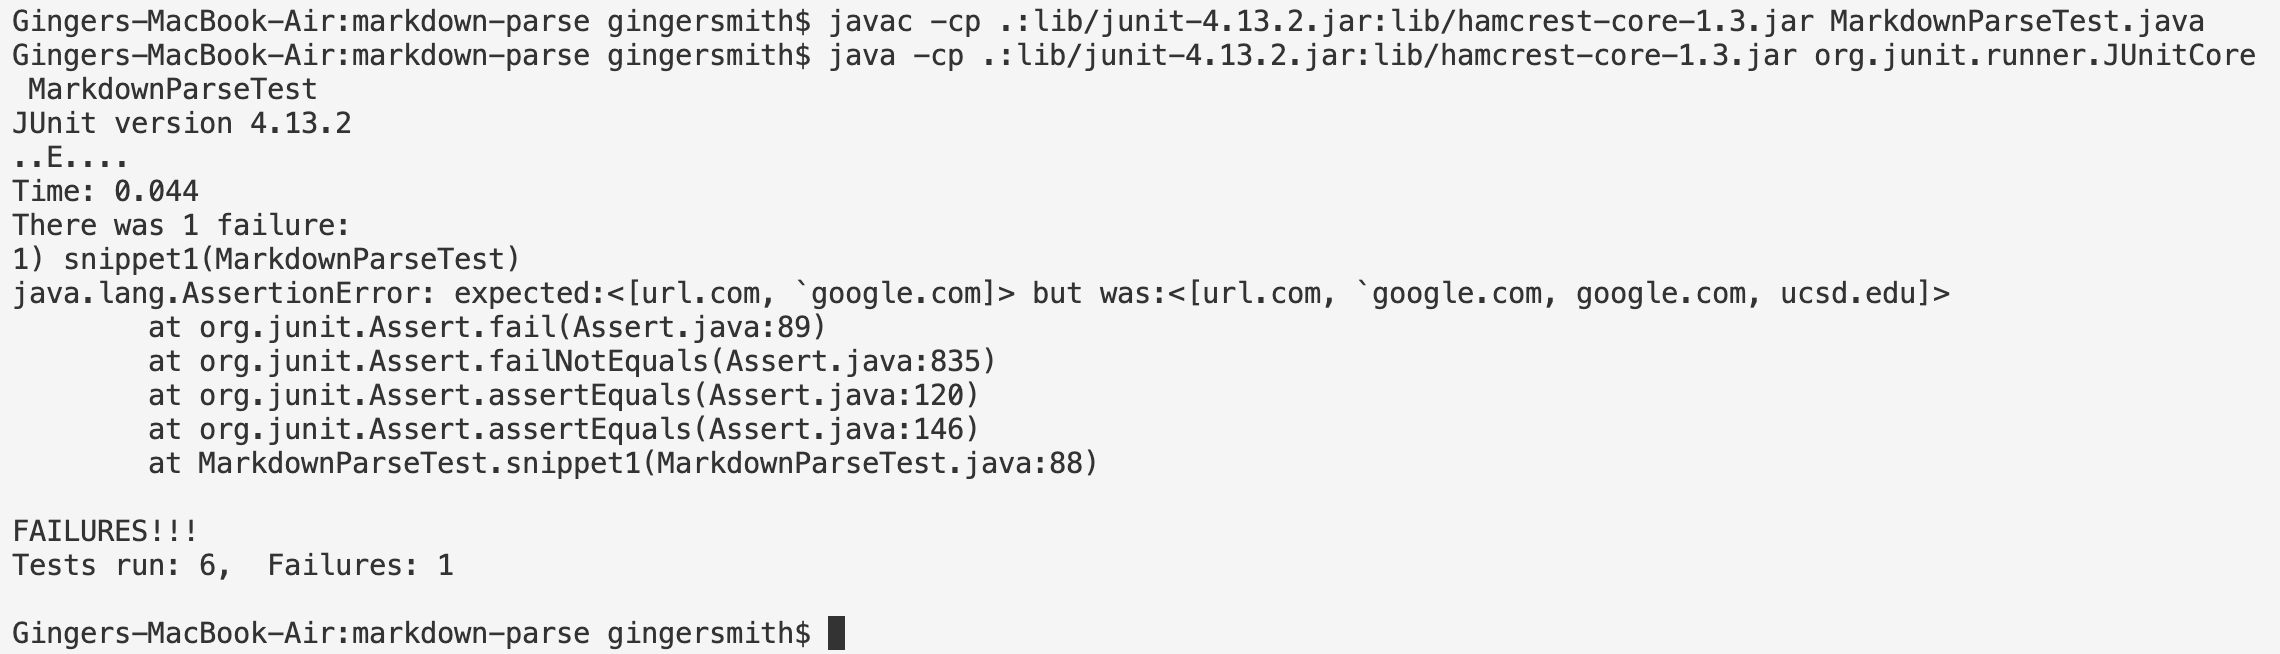 Gingers-MacBook-Air:markdown-parse gingersmith$ javac -cp .:lib/junit-4.13.2.jar:lib/hamcrest-core-1.3.jar MarkdownParseTest.java
Gingers-MacBook-Air:markdown-parse gingersmith$ java -cp .:lib/junit-4.13.2.jar:lib/hamcrest-core-1.3.jar org.junit.runner.JUnitCore
 MarkdownParseTest
JUnit version 4.13.2
..E....
Time: 0.044
There was 1 failure:
1) snippet1(MarkdownParseTest)
java.lang.AssertionError: expected:<[url.com, `google.com]> but was:<[url.com, `google.com, google.com, ucsd.edu]>
        at org.junit.Assert.fail(Assert.java:89)
        at org.junit.Assert.failNotEquals(Assert.java:835)
        at org.junit.Assert.assertEquals(Assert.java:120)
        at org.junit.Assert.assertEquals(Assert.java:146)
        at MarkdownParseTest.snippet1(MarkdownParseTest.java:88)

FAILURES!!!
Tests run: 6,  Failures: 1

Gingers-MacBook-Air:markdown-parse gingersmith$